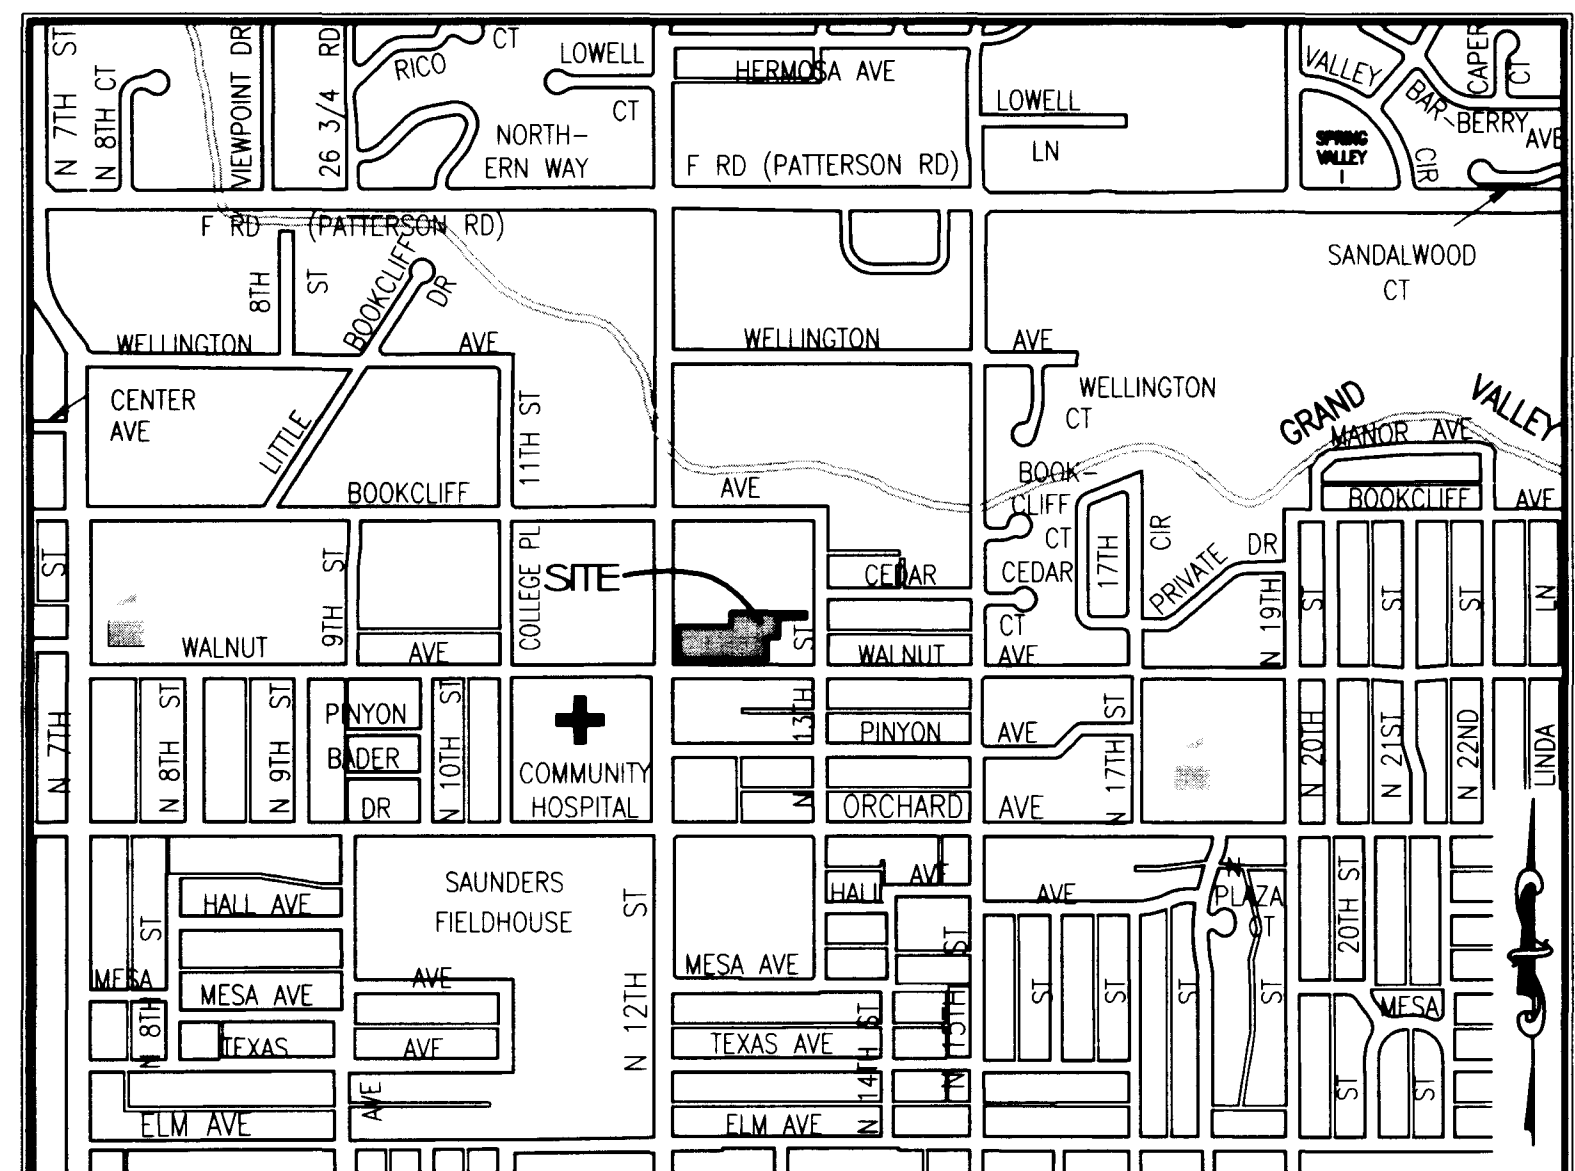 N 7TH ST
N 8TH CT
VIEWPOINT DR
26 3/4 RD
RICO
CT
LOWELL
CT
NORTH-
ERN WAY
HERMOSA AVE
F RD (PATTERSON RD)
LOWELL
LN
VALLEY
CAPER
CT
BAR-BERRY
AVE
CIR
SPRING
VALLEY
I
SANDALWOOD
CT
F RD (PATTERSON RD)
8TH
ST
LITTLE BOOKCLIFF
DR
WELLINGTON
AVE
WELLINGTON
AVE
WELLINGTON
CT
GRAND VALLEY
MANOR AVE
CENTER
AVE
11TH ST
BOOKCLIFF
AVE
BOOK-
CLIFF
CT
BOOKCLIFF
AVE
ST
9TH ST
COLLEGE PL
SITE
CEDAR
CEDAR
CT
17TH
CIR
PRIVATE
DR
N 19TH
ST
ST
ST
LN
WALNUT
AVE
ST
WALNUT
AVE
N 7TH
N 8TH ST
N 9TH ST
PINYON
BADER
DR
N 10TH ST
COMMUNITY
HOSPITAL
N 13TH
PINYON
AVE
ORCHARD
AVE
N 17TH ST
N 20TH
N 21ST
N 22ND
LINDA
HALL AVE
SAUNDERS
FIELDHOUSE
N 12TH ST
HALL
AVE
AVE
N
PLAZA
CT
20TH ST
MESA
ST
N 8TH
MESA AVE
AVE
MESA AVE
ST
N 15TH
ST
ST
ST
ST
MESA
TEXAS
AVE
TEXAS AVE
N 14TH ST
AVE
ELM AVE
ELM AVE
ST
ST